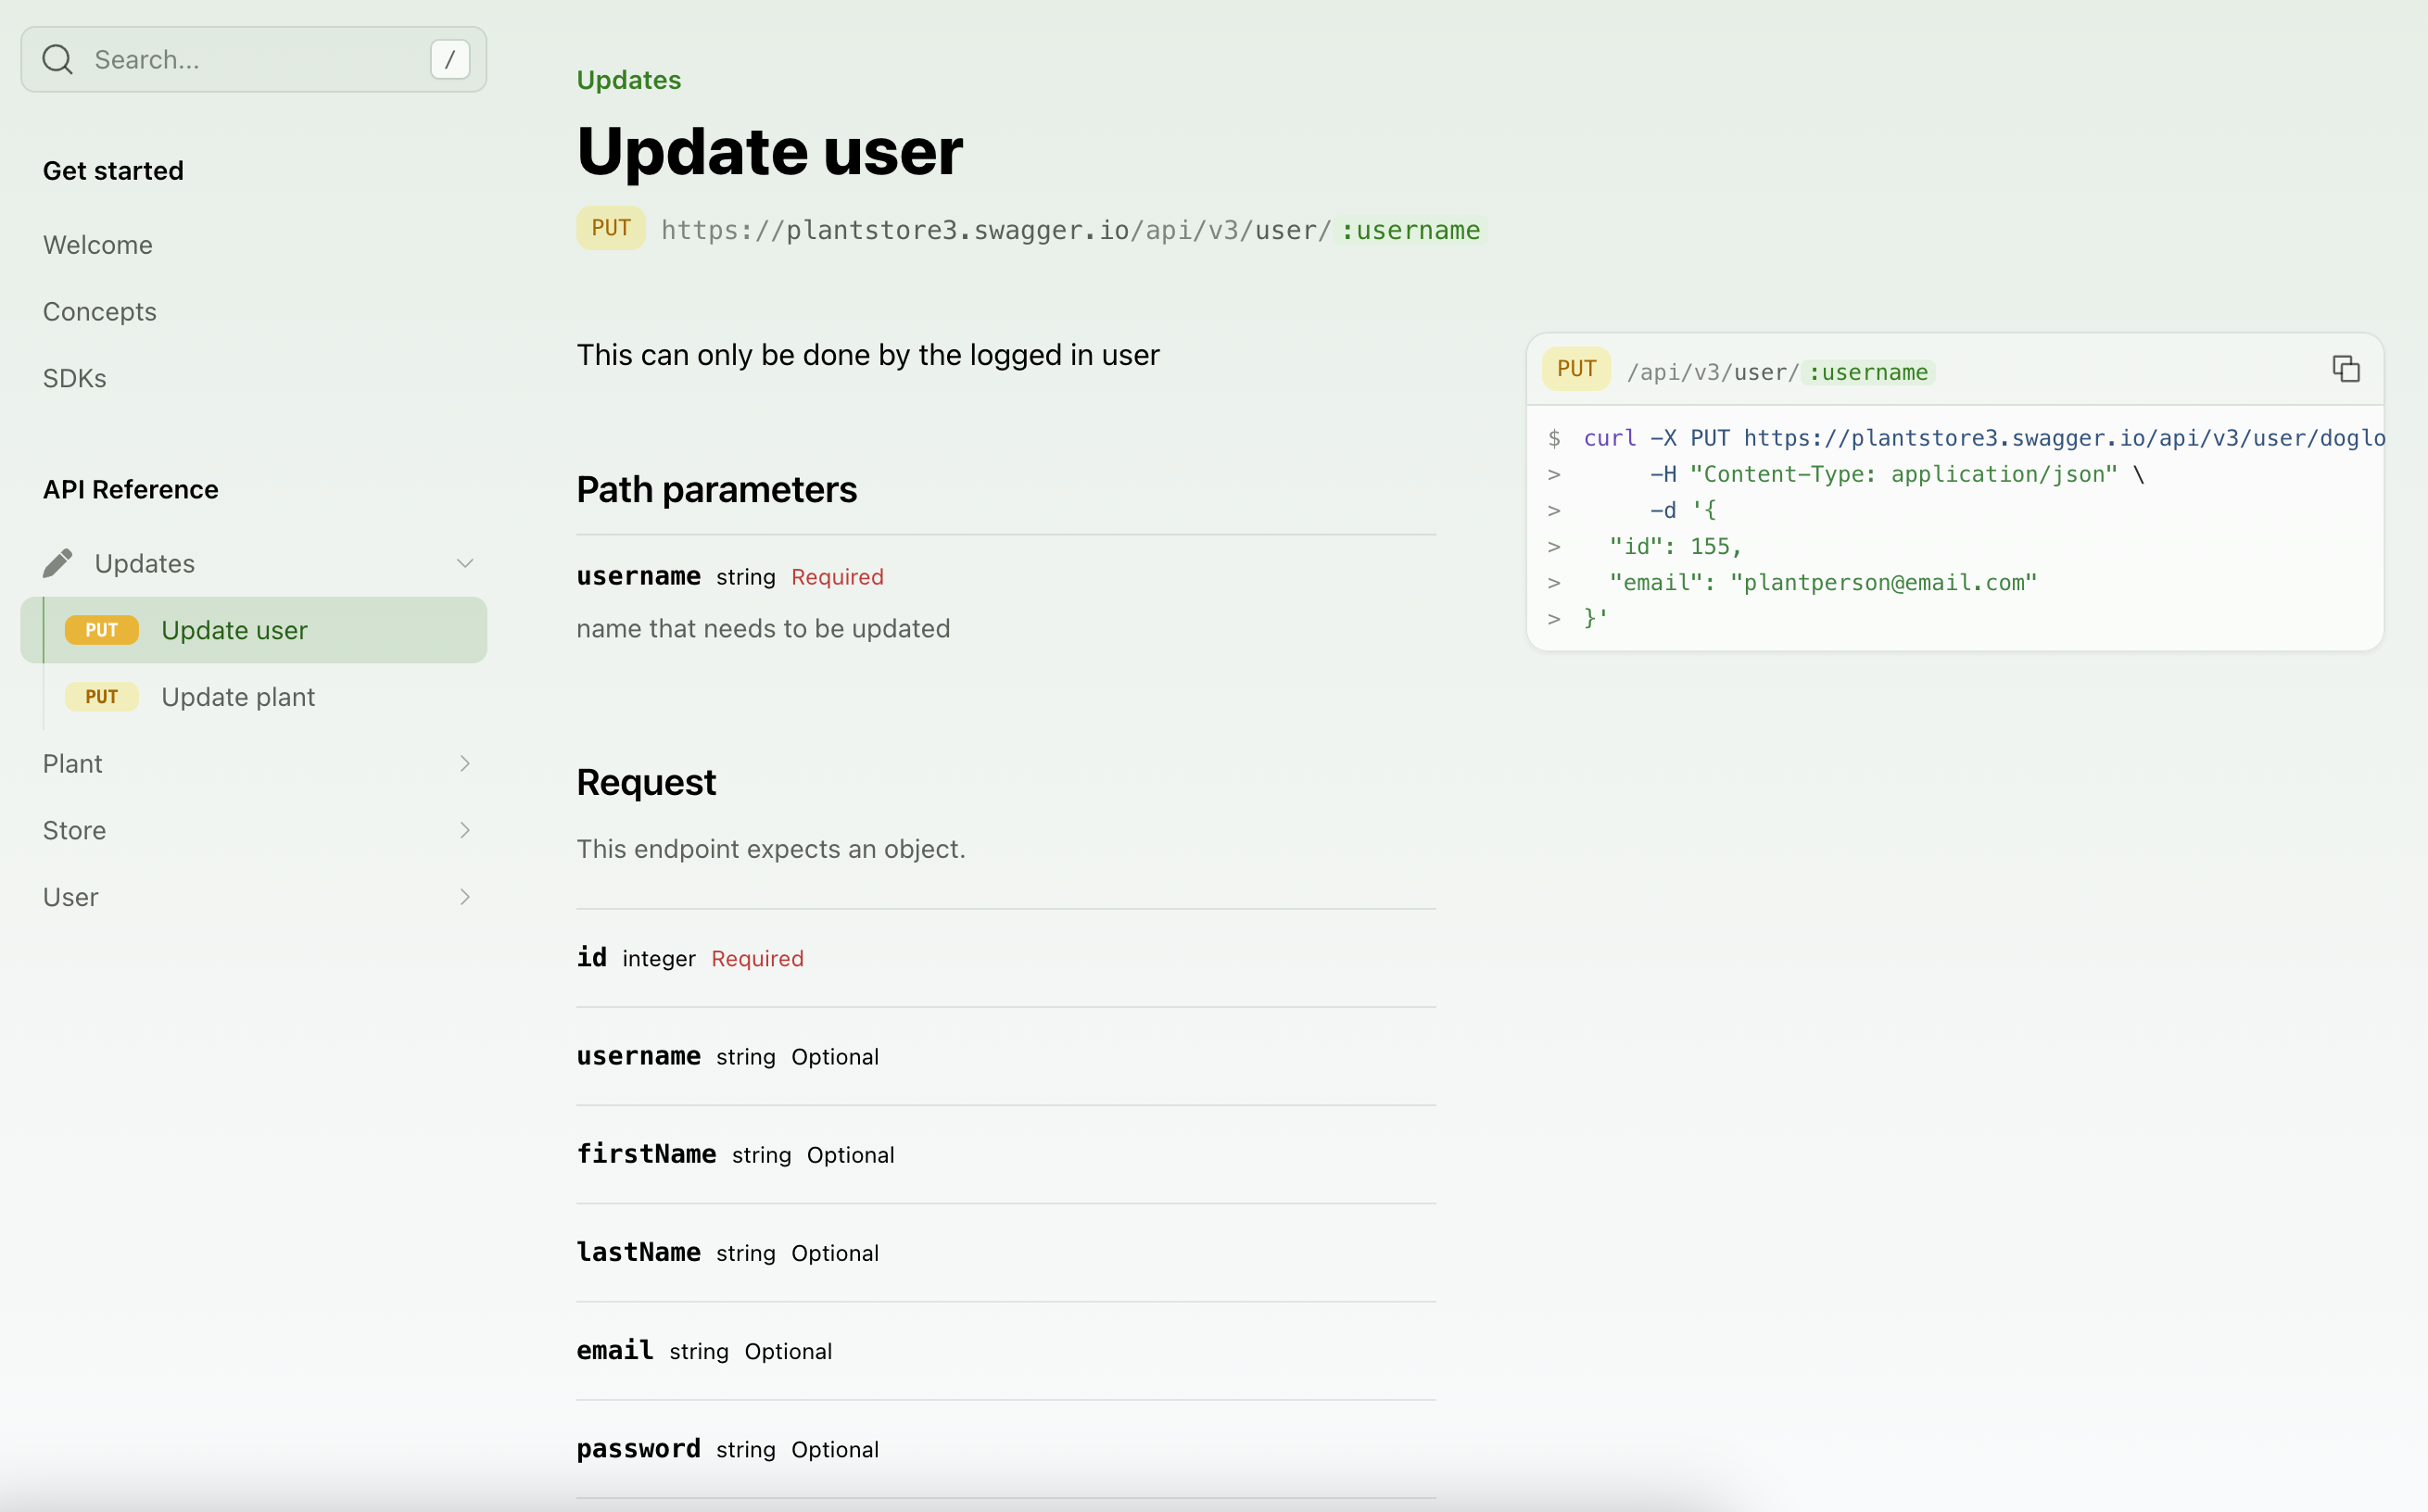 Search...
/
Get started
Welcome
Concepts
SDKs
API Reference
Updates
PUT Update user
PUT Update plant
Plant
Store
User
Updates
Update user
PUT https://plantstore3.swagger.io/api/v3/user/:username
This can only be done by the logged in user
Path parameters
username string Required
name that needs to be updated
Request
This endpoint expects an object.
id integer Required
username string Optional
firstName string Optional
lastName string Optional
email string Optional
password string Optional
PUT /api/v3/user/:username
$ curl -X PUT https://plantstore3.swagger.io/api/v3/user/doglo
> -H "Content-Type: application/json" \
> -d '{
> "id": 155,
> "email": "plantperson@email.com"
> }'